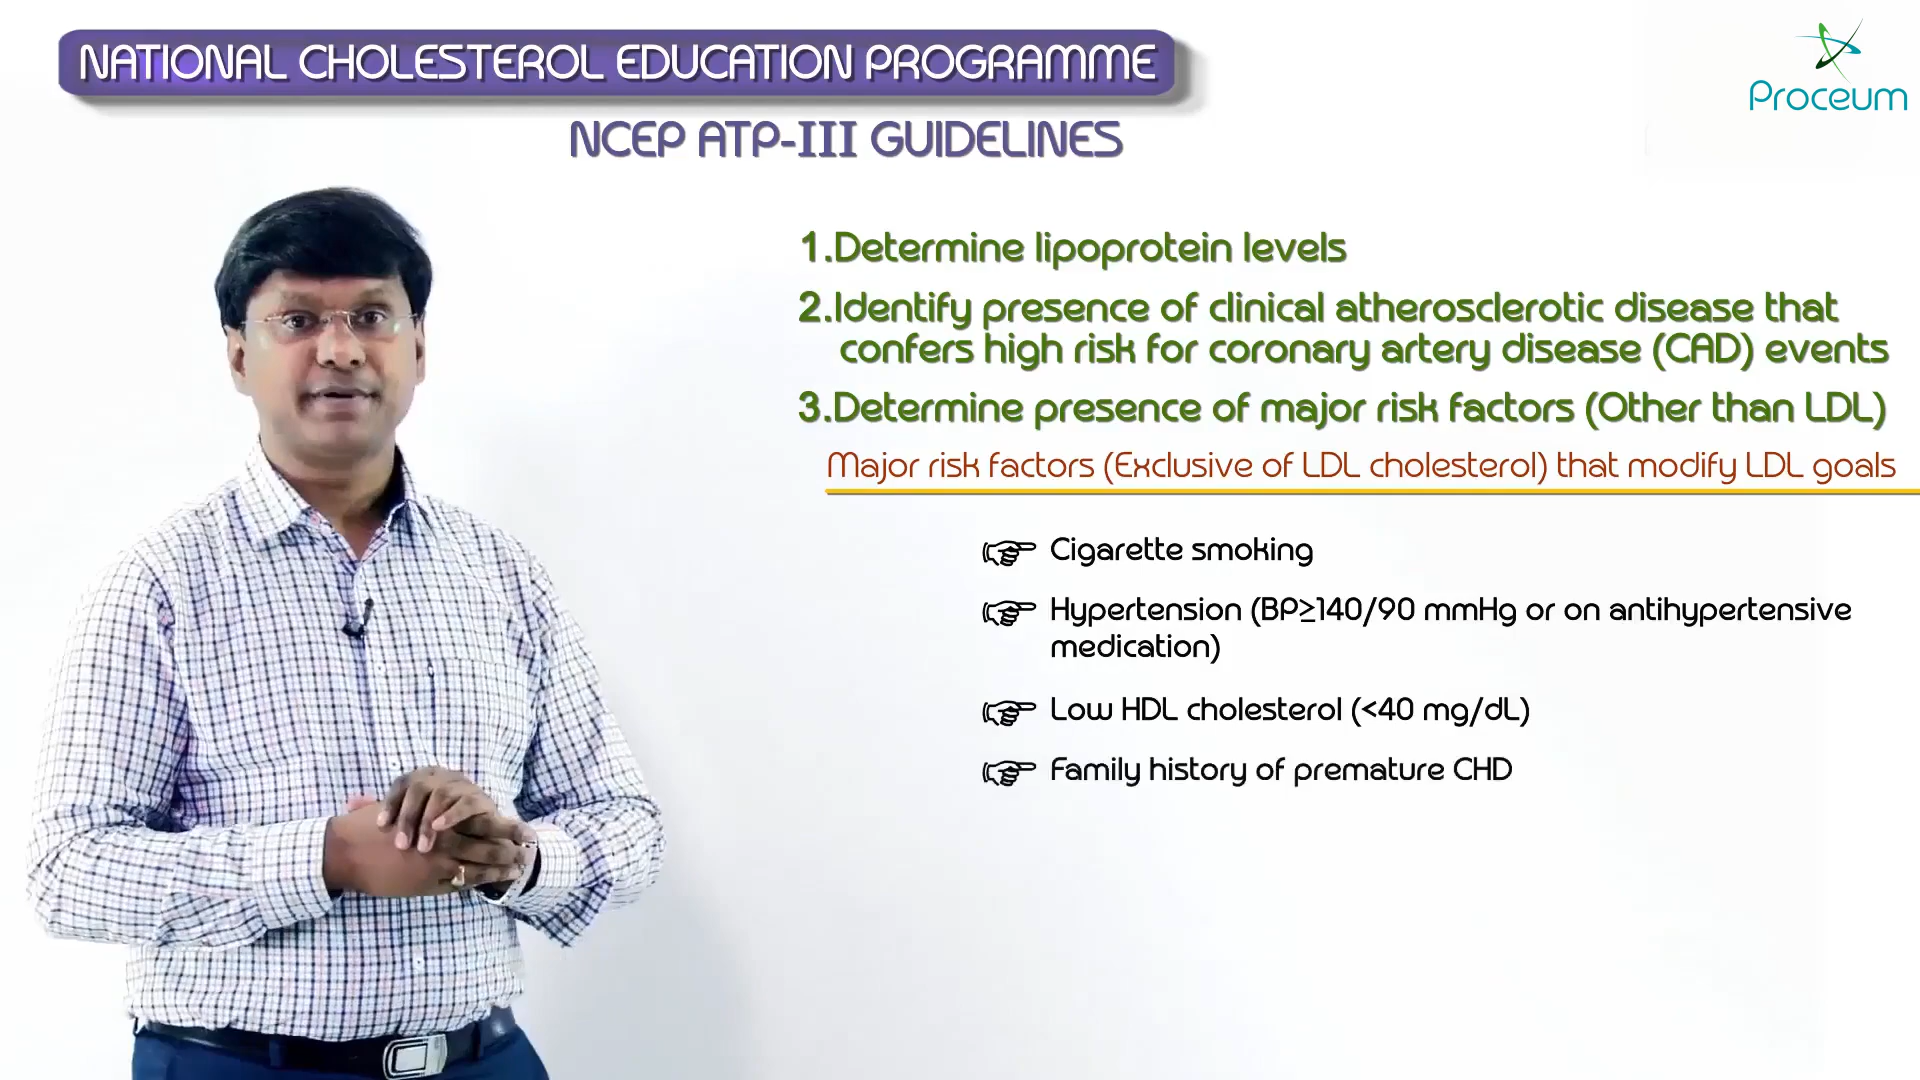 NATIONAL CHOLESTEROL EDUCATION PROGRAMME
Proceum
NCEP ATP-III GUIDELINES
1.Determine lipoprotein levels
2.Identify presence of clinical atherosclerotic disease that
confers high risk for coronary artery disease (CAD) events
3.Determine presence of major risk factors (Other than LDL)
Major risk factors (Exclusive of LDL cholesterol) that modify LDL goals
Cigarette smoking
Hypertension (BP≥140/90 mmHg or on antihypertensive
medication)
Low HDL cholesterol (<40 mg/dL)
Family history of premature CHD